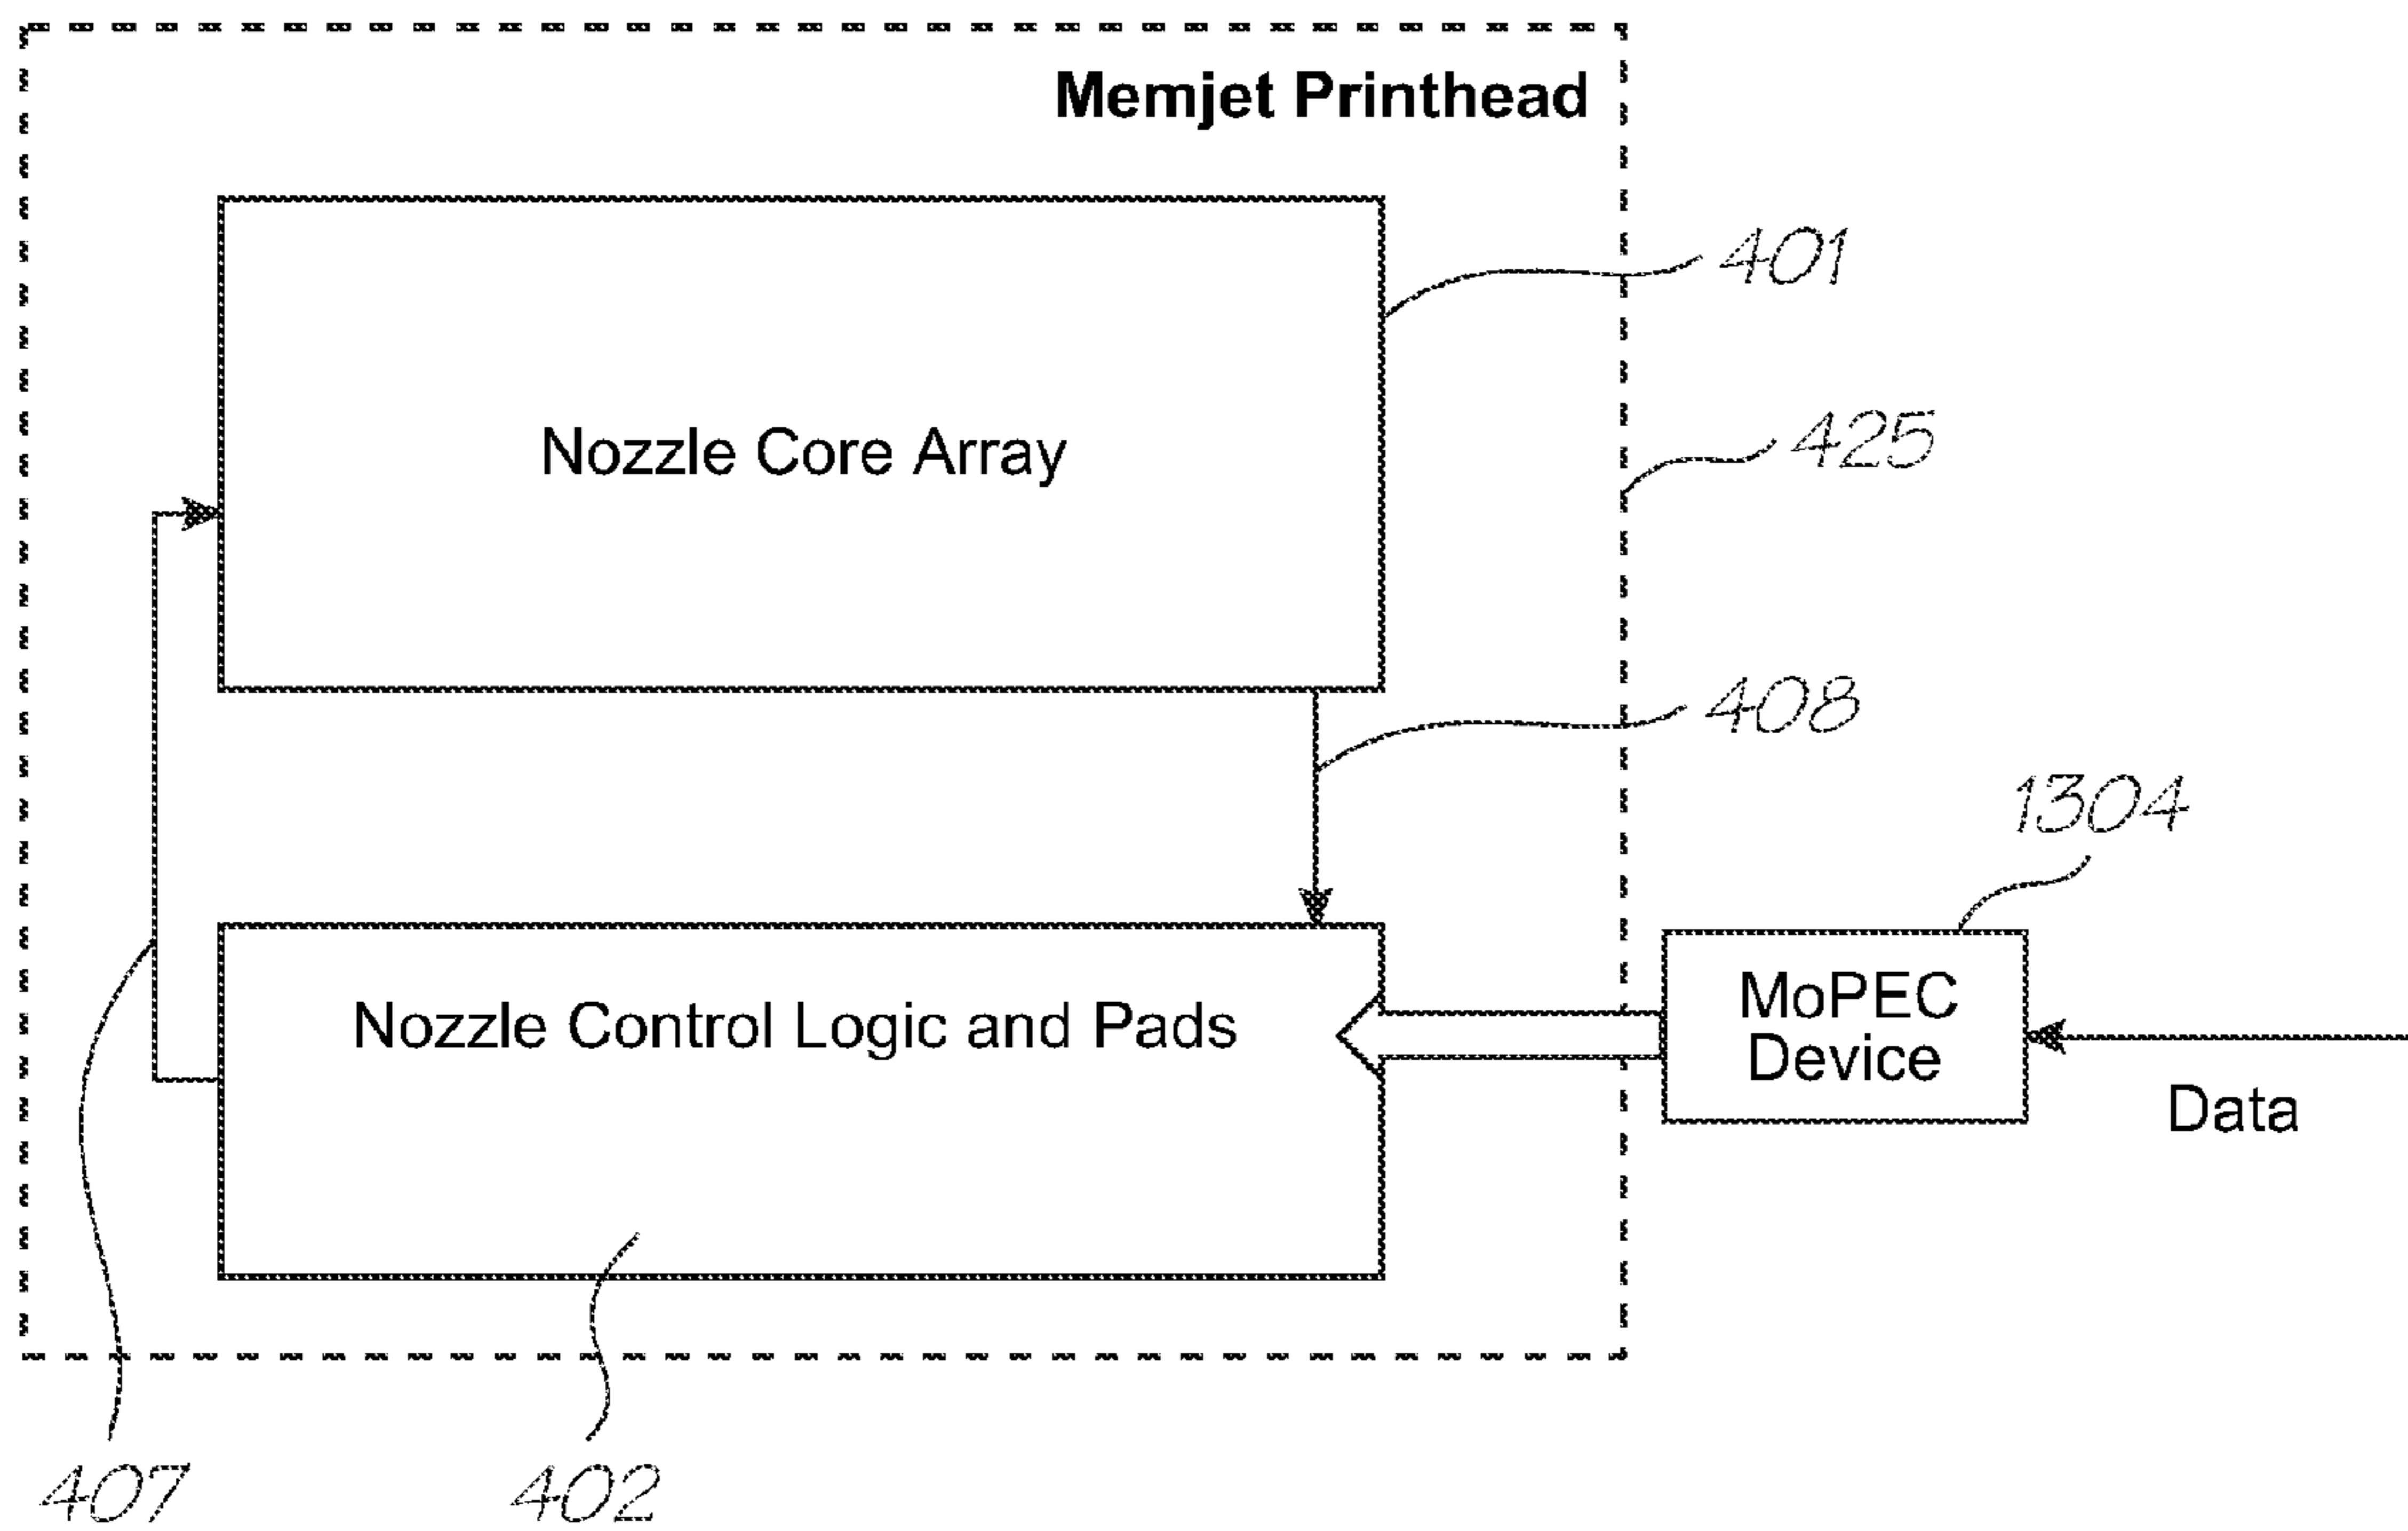 Memjet Printhead
401
Nozzle Core Array
425
408
1304
MoPEC
Device
Nozzle Control Logic and Pads
Data
407
402